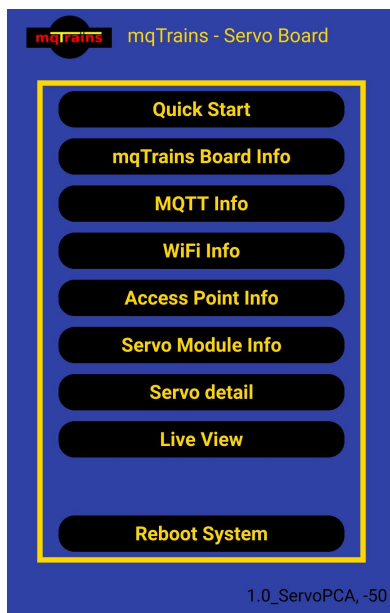 mqTrains
mqTrains - Servo Board
Quick Start
mqTrains Board Info
MQTT Info
WiFi Info
Access Point Info
Servo Module Info
Servo detail
Live View
Reboot System
1.0_ServoPCA, -50